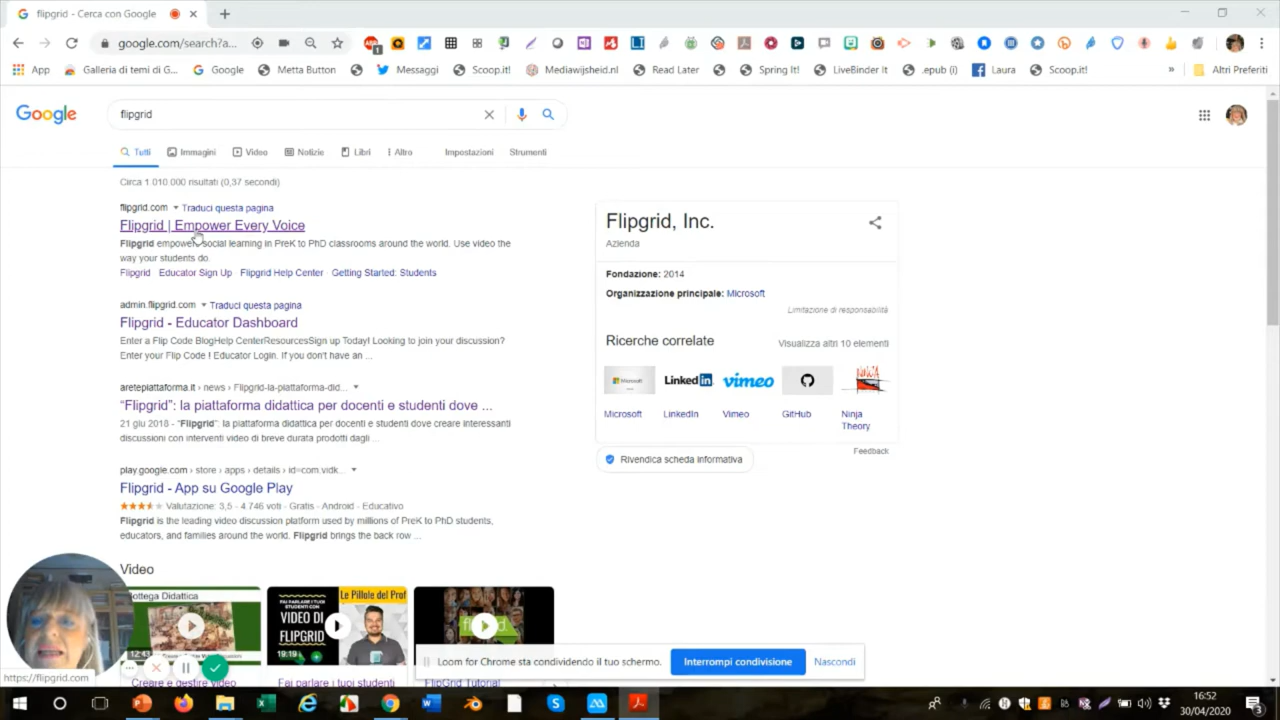 flipgrid - Cerca con Google
google.com/search?a...
1
App
Galleria di temi di G...
Google
Metta Button
Messaggi
Scoop.it!
Mediawijsheid.nl
Read Later
Spring It!
LiveBinder It
.epub (i)
Laura
Scoop.it!
»
Altri Preferiti
Google
flipgrid
Tutti
Immagini
Video
Notizie
Libri
Altro
Impostazioni
Strumenti
Circa 1 010 000 risultati (0,37 secondi)
flipgrid.com Traduci questa pagina
Flipgrid | Empower Every Voice
Flipgrid empowers social learning in PreK to PhD classrooms around the world. Use video the
way your students do.
Flipgrid · Educator Sign Up · Flipgrid Help Center · Getting Started: Students
admin.flipgrid.com Traduci questa pagina
Flipgrid - Educator Dashboard
Enter a Flip Code BlogHelp CenterResourcesSign up Today! Looking to join your discussion?
Enter your Flip Code ! Educator Login. If you don't have an ...
aretepiattaforma.it › news › Flipgrid-la-piattaforma-did...
“Flipgrid”: la piattaforma didattica per docenti e studenti dove ...
21 giu 2018 - “Flipgrid”: la piattaforma didattica per docenti e studenti dove creare interessanti
discussioni con interventi video di breve durata prodotti dagli ...
play.google.com › store › apps › details › id=com.vidk...
Flipgrid - App su Google Play
Valutazione: 3,5 - 4.746 voti - Gratis - Android - Educativo
Flipgrid is the leading video discussion platform used by millions of PreK to PhD students,
educators, and families around the world. Flipgrid brings the back row ...
Video
Bottega Didattica
12:43
Creare e gestire video
FAI PARLARE I TUOI
STUDENTI CON
VIDEO DI
FLIPGRID
Le Pillole del Prof
19:19
Fai parlare i tuoi studenti
FlipGrid Tutorial
Flipgrid, Inc.
Azienda
Fondazione: 2014
Organizzazione principale: Microsoft
Limitazione di responsabilità
Ricerche correlate
Visualizza altri 10 elementi
Microsoft
LinkedIn
vimeo
NINJA
Microsoft
LinkedIn
Vimeo
GitHub
Ninja
Theory
Feedback
Rivendica scheda informativa
Loom for Chrome sta condividendo il tuo schermo.
Interrompi condivisione
Nascondi
https://flipgrid.com
16:52
30/04/2020
3